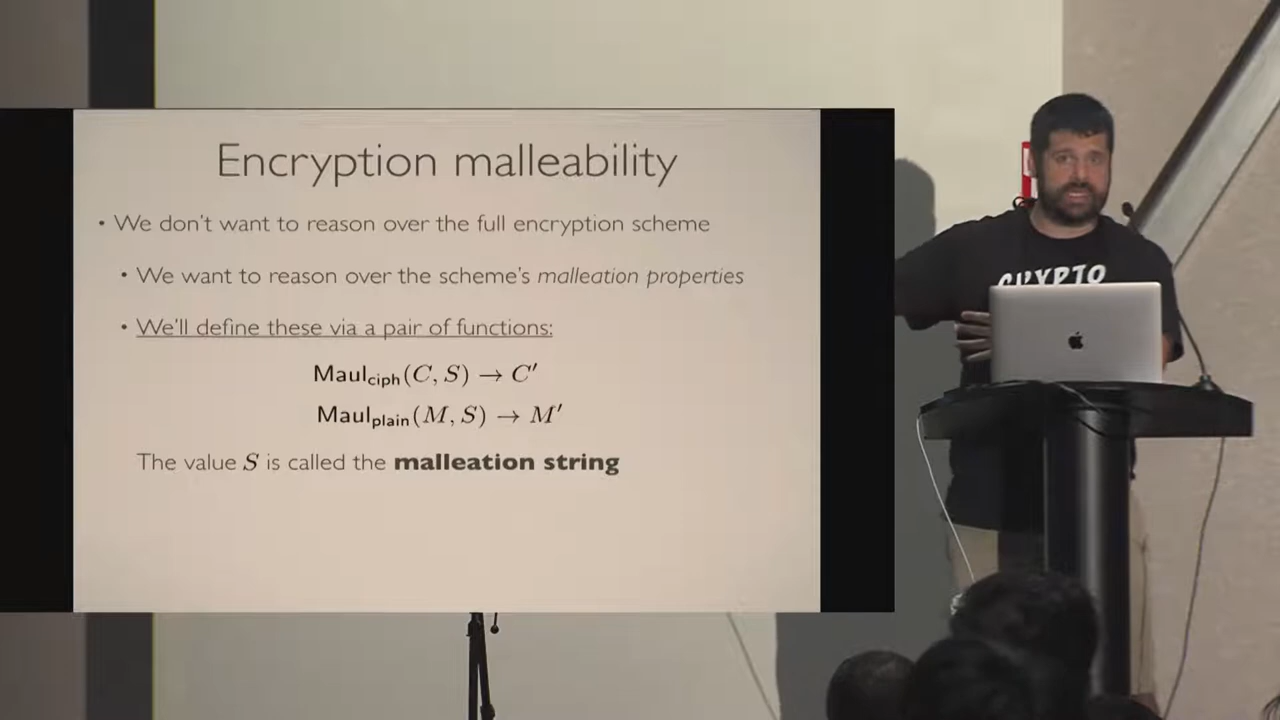 Encryption malleability
• We don't want to reason over the full encryption scheme
• We want to reason over the scheme's malleation properties
• We'll define these via a pair of functions:
Maul_ciph(C, S) → C′
Maul_plain(M, S) → M′
The value S is called the malleation string
CRYPTO